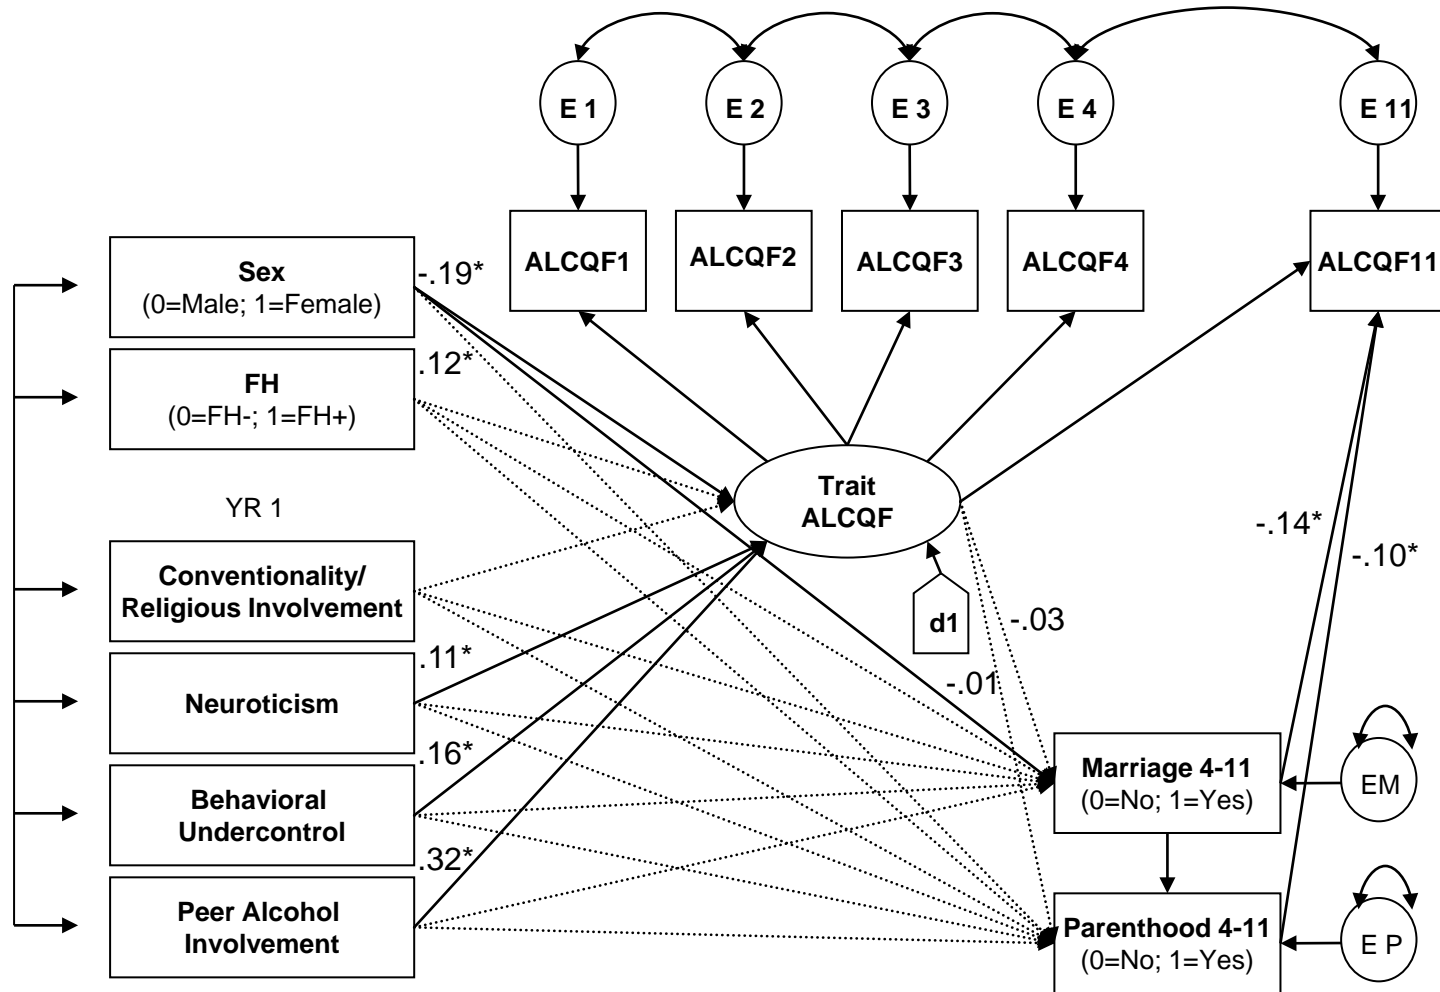 E 1
E 2
E 3
E 4
E 11
ALCQF1
ALCQF2
ALCQF3
ALCQF4
ALCQF11
Sex
(0=Male; 1=Female)
-.19*
FH
(0=FH-; 1=FH+)
.12*
YR 1
Trait
ALCQF
Conventionality/
Religious Involvement
d1
-.03
-.01
-.14*
-.10*
.11*
Neuroticism
.16*
Behavioral
Undercontrol
.32*
Peer Alcohol
Involvement
Marriage 4-11
(0=No; 1=Yes)
EM
Parenthood 4-11
(0=No; 1=Yes)
E P